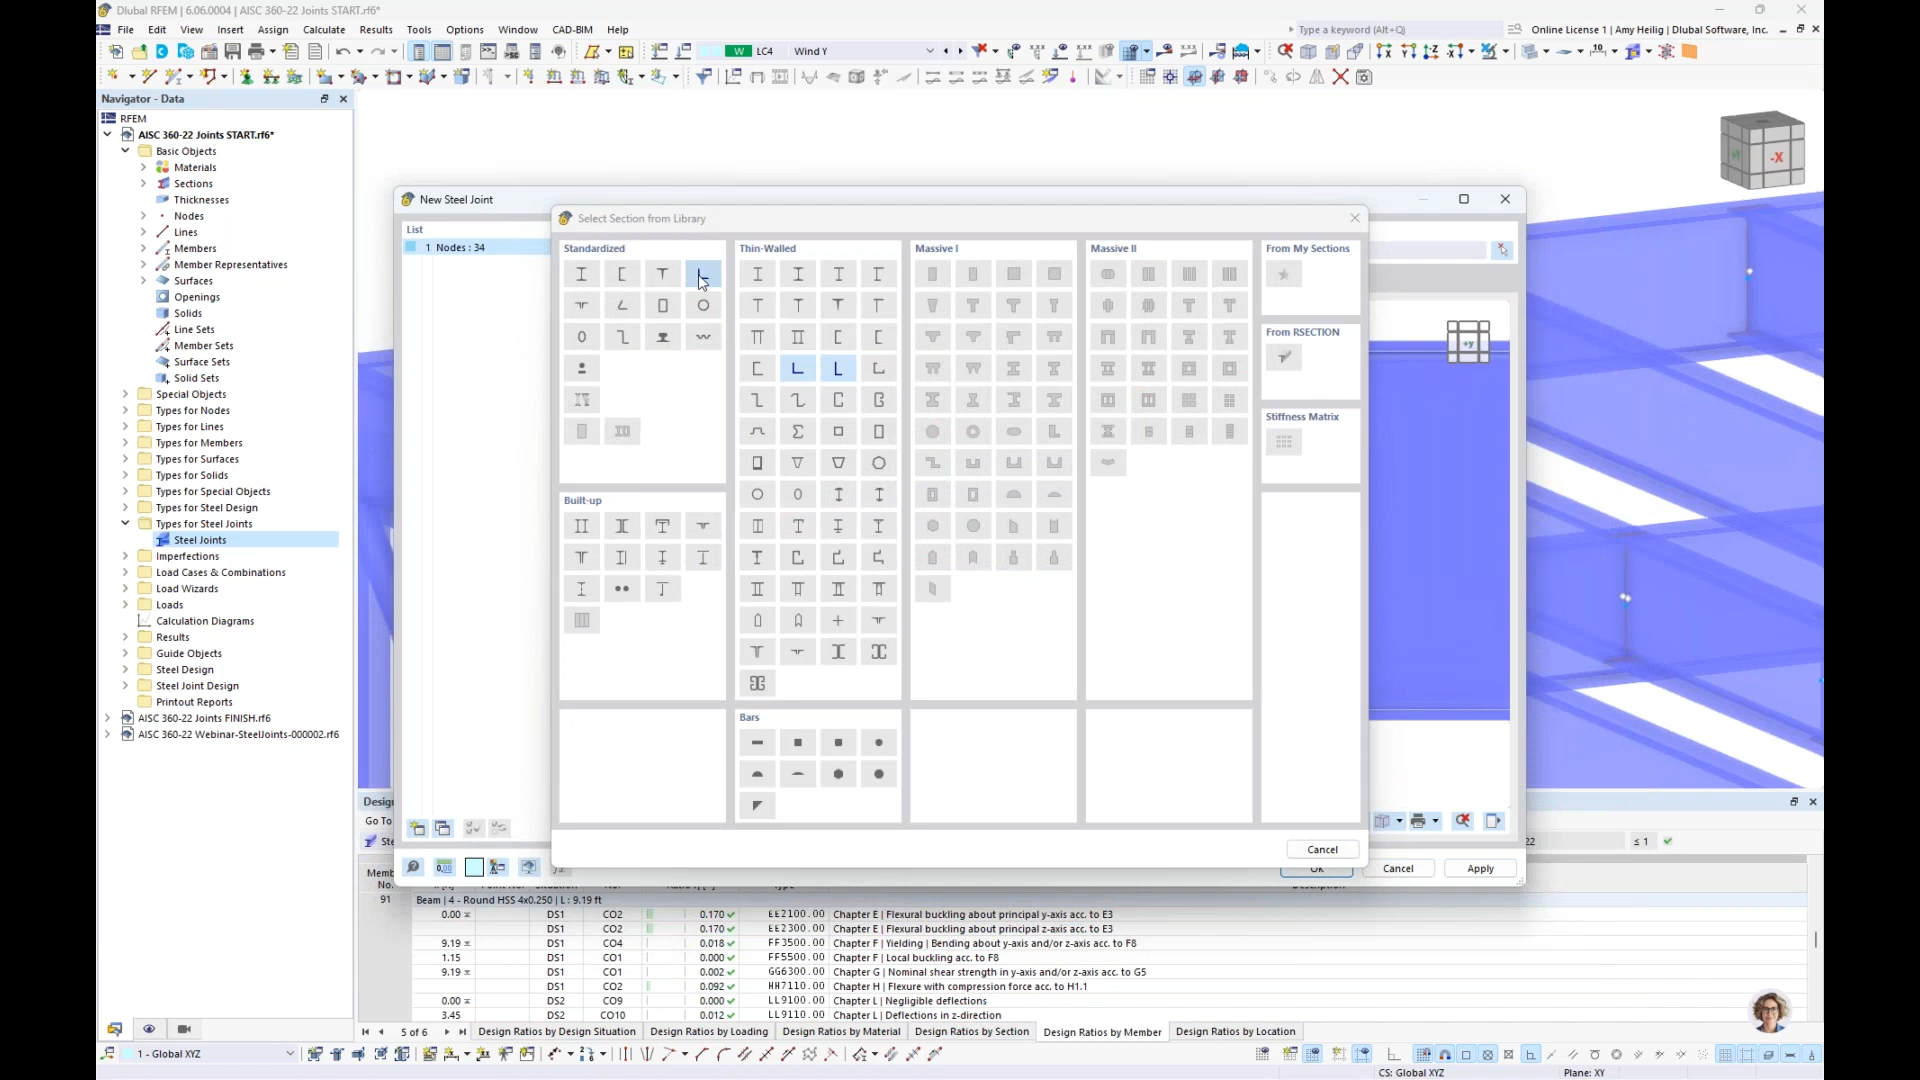 Dlubal RFEM | 6.06.0004 | AISC 360-22 Joints START.rf6*
File Edit View Insert Assign Calculate Results Tools Options Window CAD-BIM Help
Type a keyword (Alt+Q)
Online License 1 | Amy Heilig | Dlubal Software, Inc.
W LC4 Wind Y
Navigator - Data
RFEM
AISC 360-22 Joints START.rf6*
Basic Objects
Materials
Sections
Thicknesses
Nodes
Lines
Members
Member Representatives
Surfaces
Openings
Solids
Line Sets
Member Sets
Surface Sets
Solid Sets
Special Objects
Types for Nodes
Types for Lines
Types for Members
Types for Surfaces
Types for Solids
Types for Special Objects
Types for Steel Design
Types for Steel Joints
Steel Joints
Imperfections
Load Cases & Combinations
Load Wizards
Loads
Calculation Diagrams
Results
Guide Objects
Steel Design
Steel Joint Design
Printout Reports
AISC 360-22 Joints FINISH.rf6
AISC 360-22 Webinar-SteelJoints-000002.rf6
New Steel Joint
List
1 Nodes : 34
Select Section from Library
Standardized
Thin-Walled
Massive I
Massive II
From My Sections
From RSECTION
Stiffness Matrix
Built-up
Bars
Cancel
OK Cancel Apply
-X
+y
Desig
Go To
Ste
22 ≤ 1
Memb
No.
91 Beam | 4 - Round HSS 4x0.250 | L : 9.19 ft
0.00 DS1 CO2 0.170 EE2100.00 Chapter E | Flexural buckling about principal y-axis acc. to E3
DS1 CO2 0.170 EE2300.00 Chapter E | Flexural buckling about principal z-axis acc. to E3
9.19 DS1 CO4 0.018 FF3500.00 Chapter F | Yielding | Bending about y-axis and/or z-axis acc. to F8
1.15 DS1 CO1 0.000 FF5500.00 Chapter F | Local buckling acc. to F8
9.19 DS1 CO1 0.002 GG6300.00 Chapter G | Nominal shear strength in y-axis and/or z-axis acc. to G5
DS1 CO2 0.092 HH7110.00 Chapter H | Flexure with compression force acc. to H1.1
0.00 DS2 CO9 0.000 LL9100.00 Chapter L | Negligible deflections
3.45 DS2 CO10 0.012 LL9110.00 Chapter L | Deflections in z-direction
5 of 6 Design Ratios by Design Situation Design Ratios by Loading Design Ratios by Material Design Ratios by Section Design Ratios by Member Design Ratios by Location
1 - Global XYZ
CS: Global XYZ Plane: XY